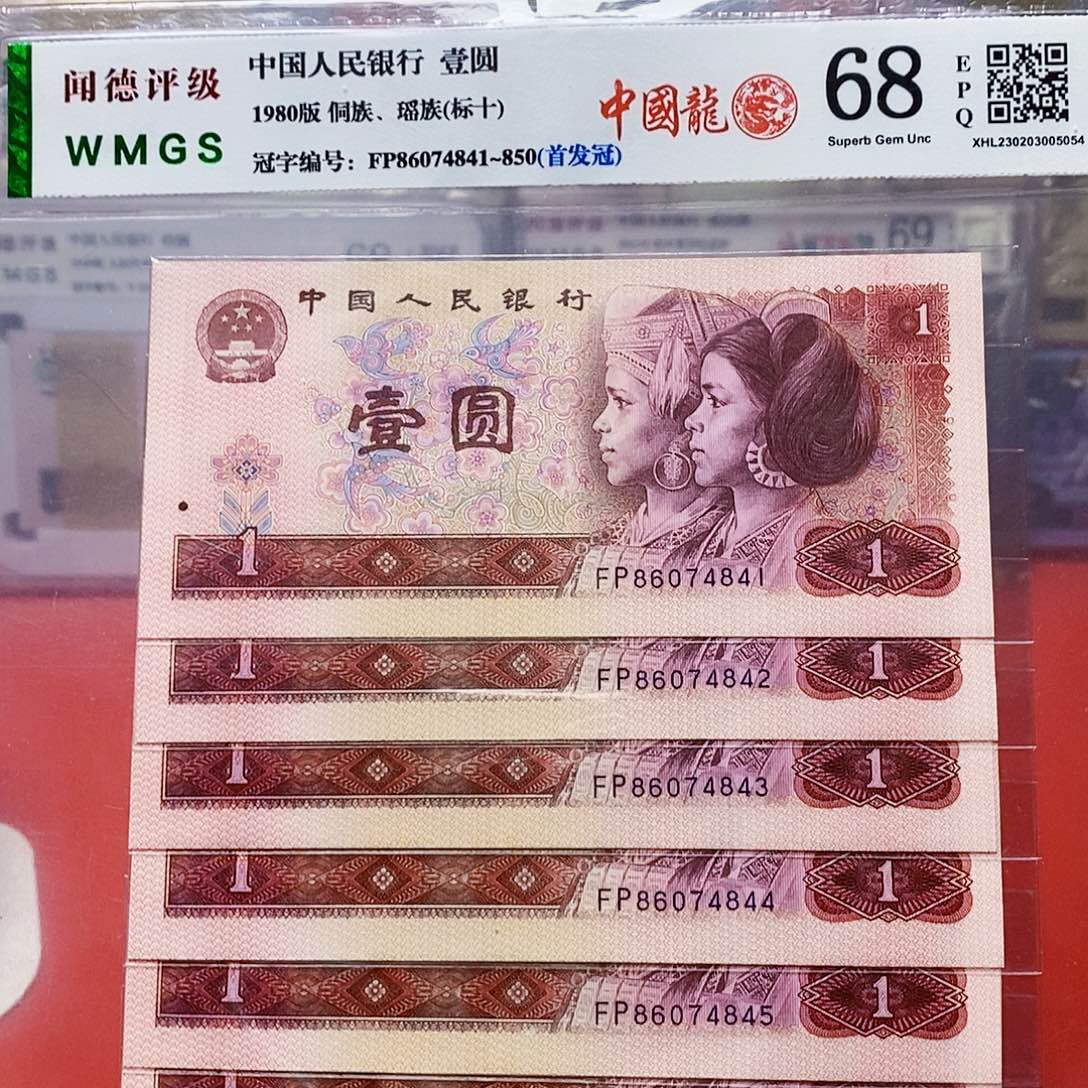 闻德评级
WMGS
中国人民银行 壹圆
1980版 侗族、瑶族(标十)
冠字编号：FP86074841~850(首发冠)
中國龍
68
Superb Gem Unc
EPQ
XHL230203005054
69
中国人民银行
1
壹圆
1
FP86074841
1
1
FP86074842
1
1
FP86074843
1
1
FP86074844
1
1
FP86074845
1